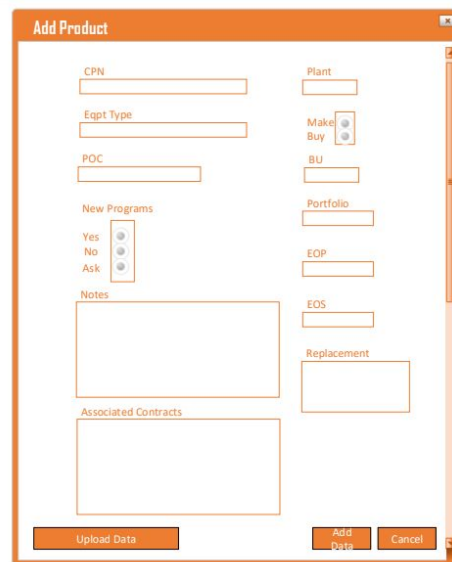 Add Product
CPN
Plant
Eqpt Type
Make
Buy
POC
BU
New Programs
Portfolio
Yes
No
Ask
EOP
Notes
EOS
Replacement
Associated Contracts
Upload Data
Add
Data
Cancel